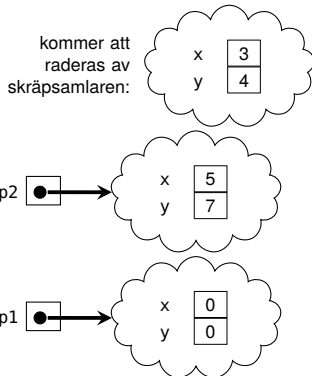 kommer att
raderas av
skräpsamlaren:
x 3
y 4
p2
x 5
y 7
p1
x 0
y 0